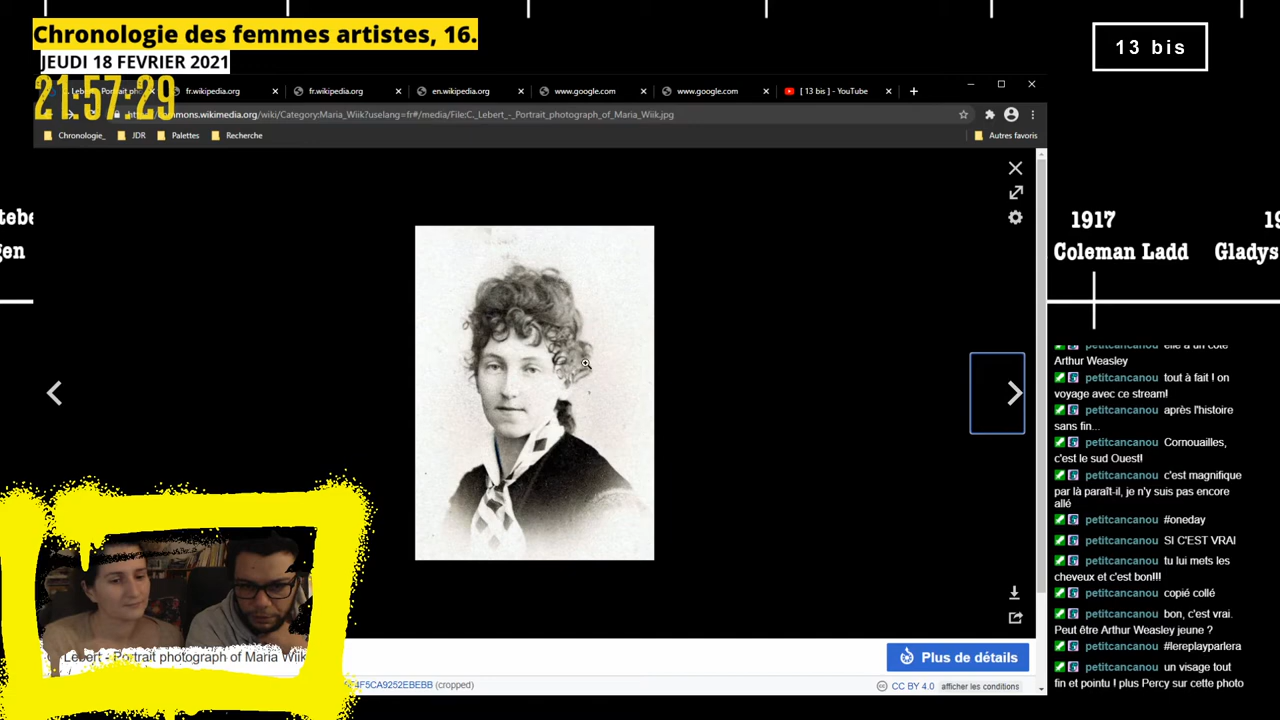 Chronologie des femmes artistes, 16.
JEUDI 18 FEVRIER 2021
21:57:29
13 bis
fr.wikipedia.org
fr.wikipedia.org
en.wikipedia.org
www.google.com
www.google.com
[ 13 bis ] - YouTube
commons.wikimedia.org/wiki/Category:Maria_Wiik?uselang=fr#/media/File:C._Lebert_-_Portrait_photograph_of_Maria_Wiik.jpg
Chronologie_
JDR
Palettes
Recherche
Autres favoris
1917
Coleman Ladd
Gladys
gen
Arthur Weasley
petitcancanou tout à fait ! on
voyage avec ce stream!
petitcancanou après l'histoire
sans fin...
petitcancanou Cornouailles,
c'est le sud Ouest!
petitcancanou c'est magnifique
par là paraît-il, je n'y suis pas encore
allé
petitcancanou #oneday
petitcancanou SI C'EST VRAI
petitcancanou tu lui mets les
cheveux et c'est bon!!!
petitcancanou copié collé
petitcancanou bon, c'est vrai.
Peut être Arthur Weasley jeune ?
petitcancanou #lereplayparlera
petitcancanou un visage tout
fin et pointu ! plus Percy sur cette photo
Lebert - Portrait photograph of Maria Wiik
Plus de détails
F5CA9252EBEBB (cropped)
CC BY 4.0
afficher les conditions